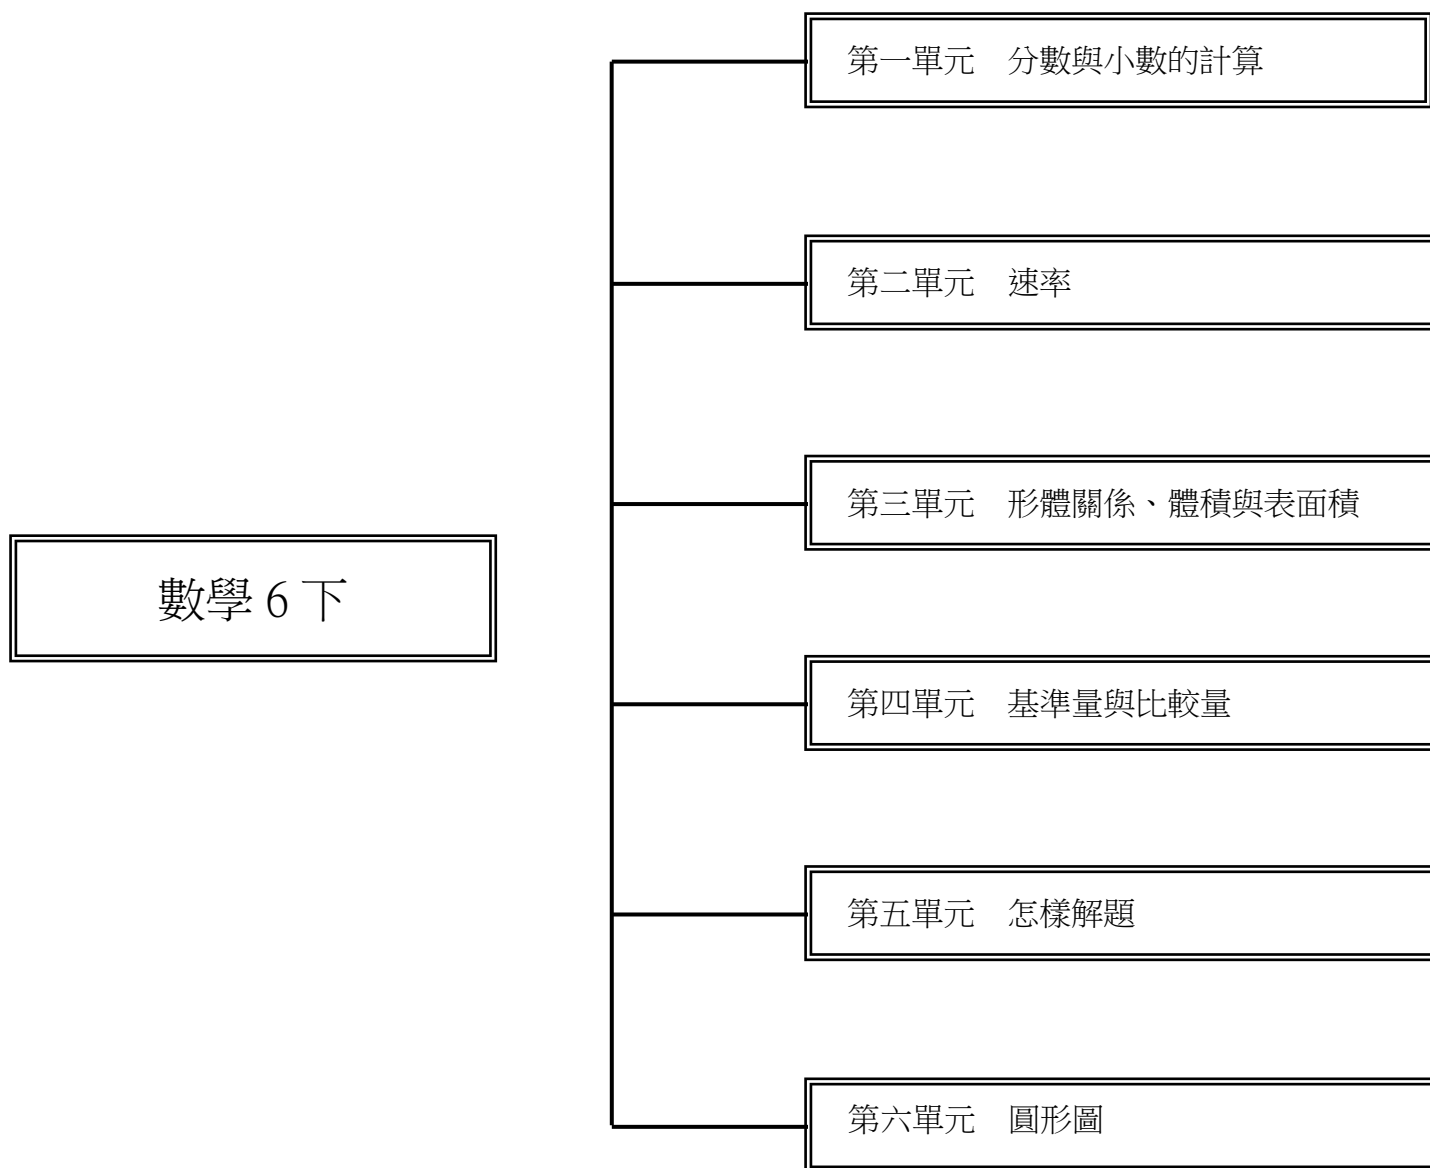 第一單元　分數與小數的計算
第二單元　速率
第三單元　形體關係、體積與表面積
數學 6 下
第四單元　基準量與比較量
第五單元　怎樣解題
第六單元　圓形圖